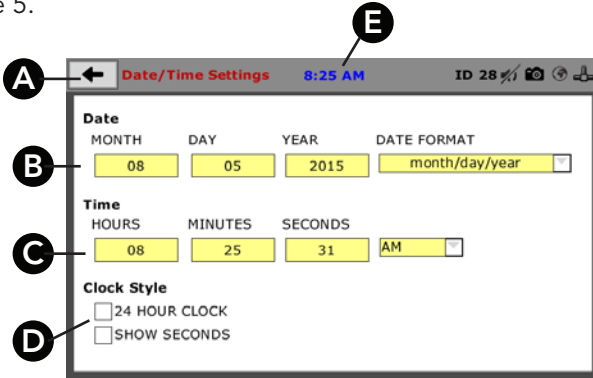 e 5.
E
A
Date/Time Settings 8:25 AM ID 28
Date
MONTH DAY YEAR DATE FORMAT
B
08 05 2015 month/day/year
Time
HOURS MINUTES SECONDS
C
08 25 31 AM
Clock Style
24 HOUR CLOCK
D
SHOW SECONDS